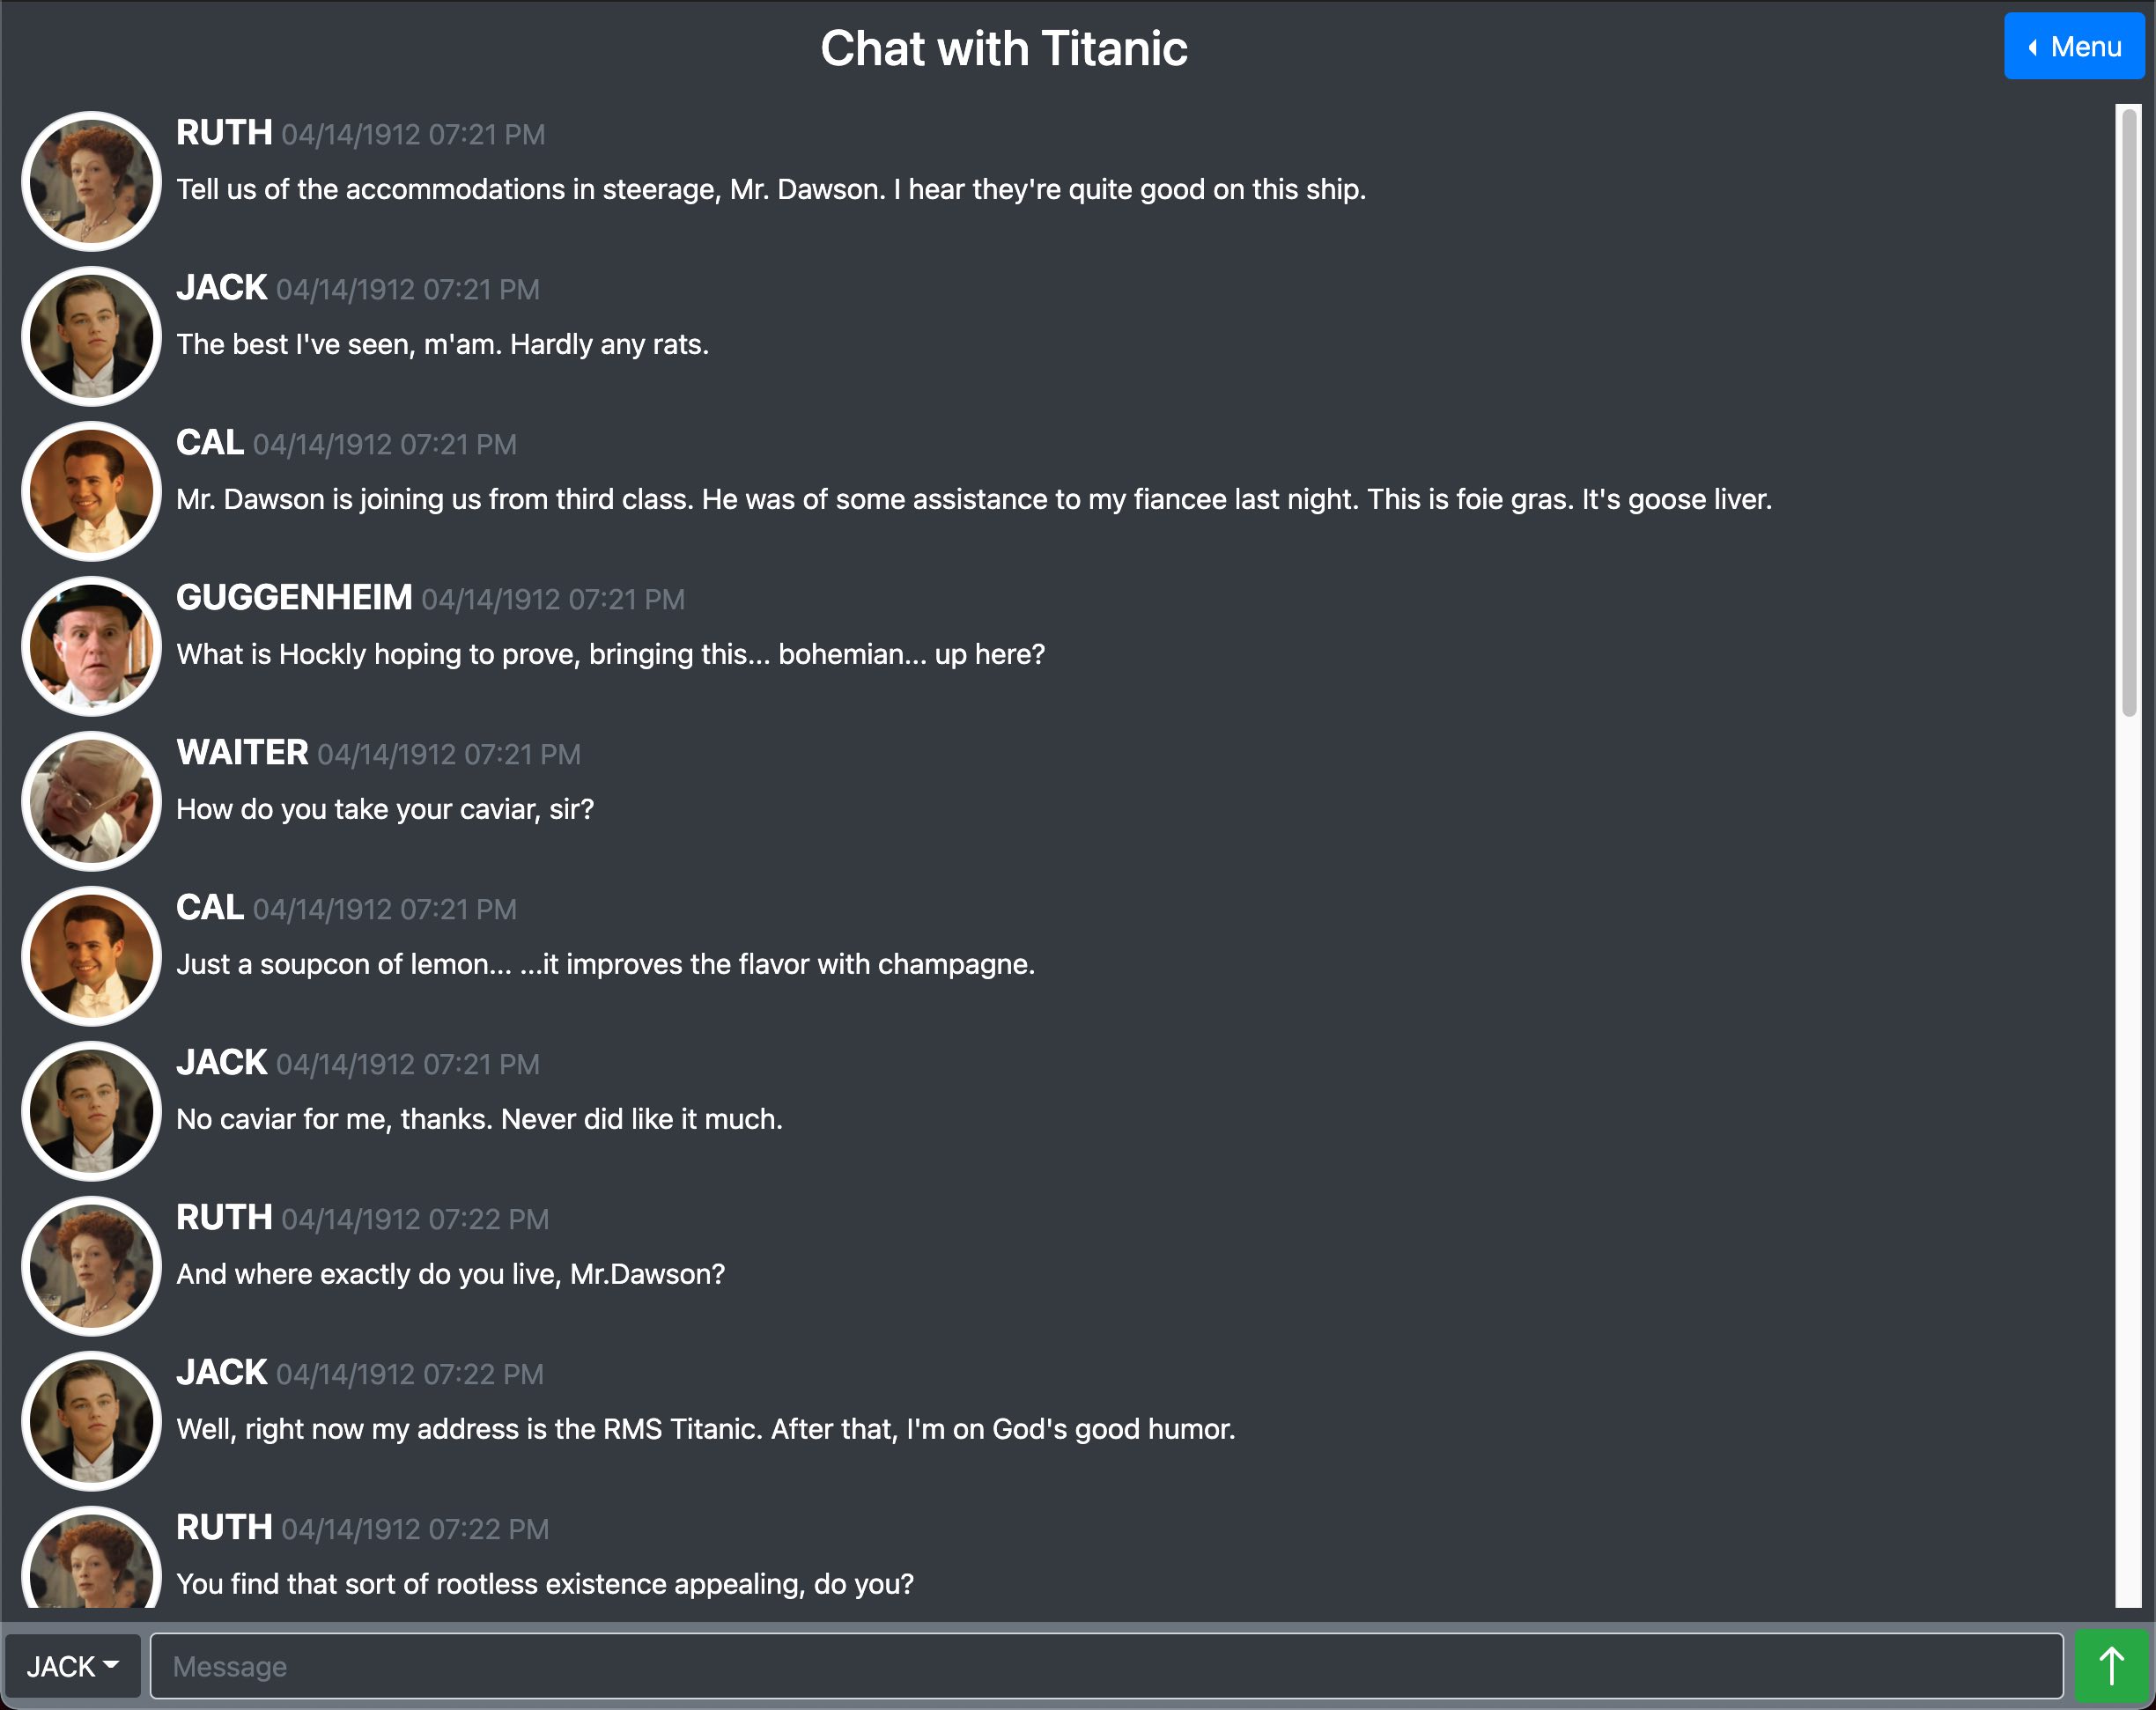 Chat with Titanic
Menu
RUTH 04/14/1912 07:21 PM
Tell us of the accommodations in steerage, Mr. Dawson. I hear they're quite good on this ship.
JACK 04/14/1912 07:21 PM
The best I've seen, m'am. Hardly any rats.
CAL 04/14/1912 07:21 PM
Mr. Dawson is joining us from third class. He was of some assistance to my fiancee last night. This is foie gras. It's goose liver.
GUGGENHEIM 04/14/1912 07:21 PM
What is Hockly hoping to prove, bringing this... bohemian... up here?
WAITER 04/14/1912 07:21 PM
How do you take your caviar, sir?
CAL 04/14/1912 07:21 PM
Just a soupcon of lemon... ...it improves the flavor with champagne.
JACK 04/14/1912 07:21 PM
No caviar for me, thanks. Never did like it much.
RUTH 04/14/1912 07:22 PM
And where exactly do you live, Mr.Dawson?
JACK 04/14/1912 07:22 PM
Well, right now my address is the RMS Titanic. After that, I'm on God's good humor.
RUTH 04/14/1912 07:22 PM
You find that sort of rootless existence appealing, do you?
JACK
Message